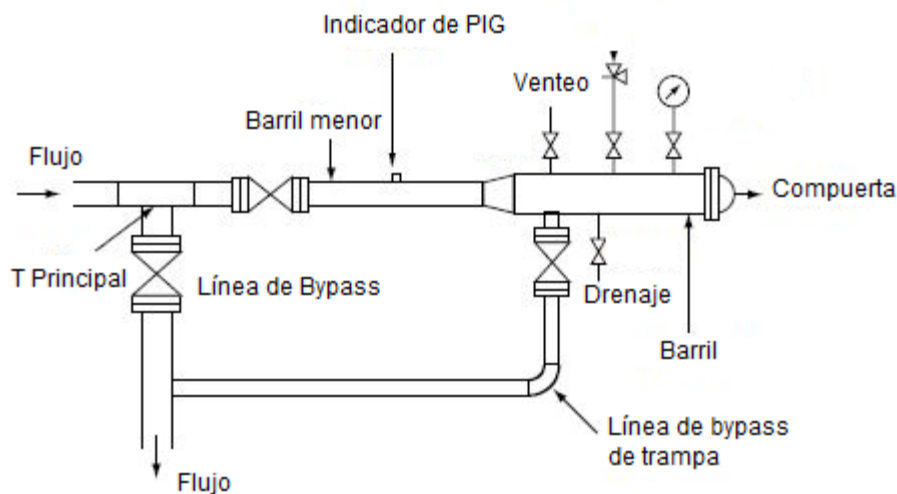 Indicador de PIG
Venteo
Barril menor
Flujo
Compuerta
T Principal
Línea de Bypass
Drenaje
Barril
Línea de bypass
de trampa
Flujo